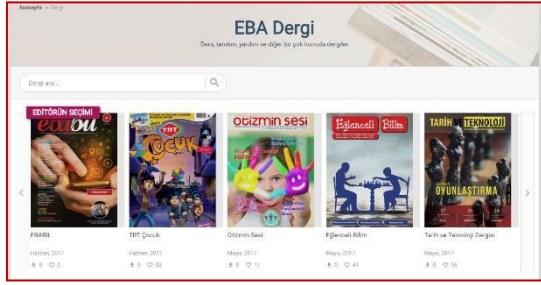 Anasayfa > Dergi
EBA Dergi
Ders, tanıtım, yardım ve diğer bir çok konuda dergiler
Dergi ara...
EDİTÖRÜN SEÇİMİ
ebabil
TRT
ÇOCUK
otizmin sesi
Eğlenceli Bilim
TARİH VE TEKNOLOJİ
OYUNLAŞTIRMA
EBABİL
TRT Çocuk
Otizmin Sesi
Eğlenceli Bilim
Tarih ve Teknoloji Dergisi
Haziran, 2017
Haziran, 2017
Mayıs, 2017
Mayıs, 2017
Mayıs, 2017
0 0
0 32
0 11
0 41
0 16